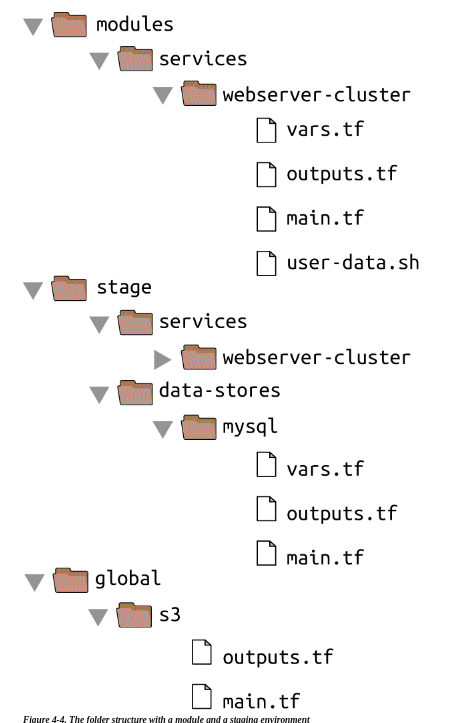 modules
services
webserver-cluster
vars.tf
outputs.tf
main.tf
user-data.sh
stage
services
webserver-cluster
data-stores
mysql
vars.tf
outputs.tf
main.tf
global
s3
outputs.tf
main.tf
Figure 4-4. The folder structure with a module and a staging environment